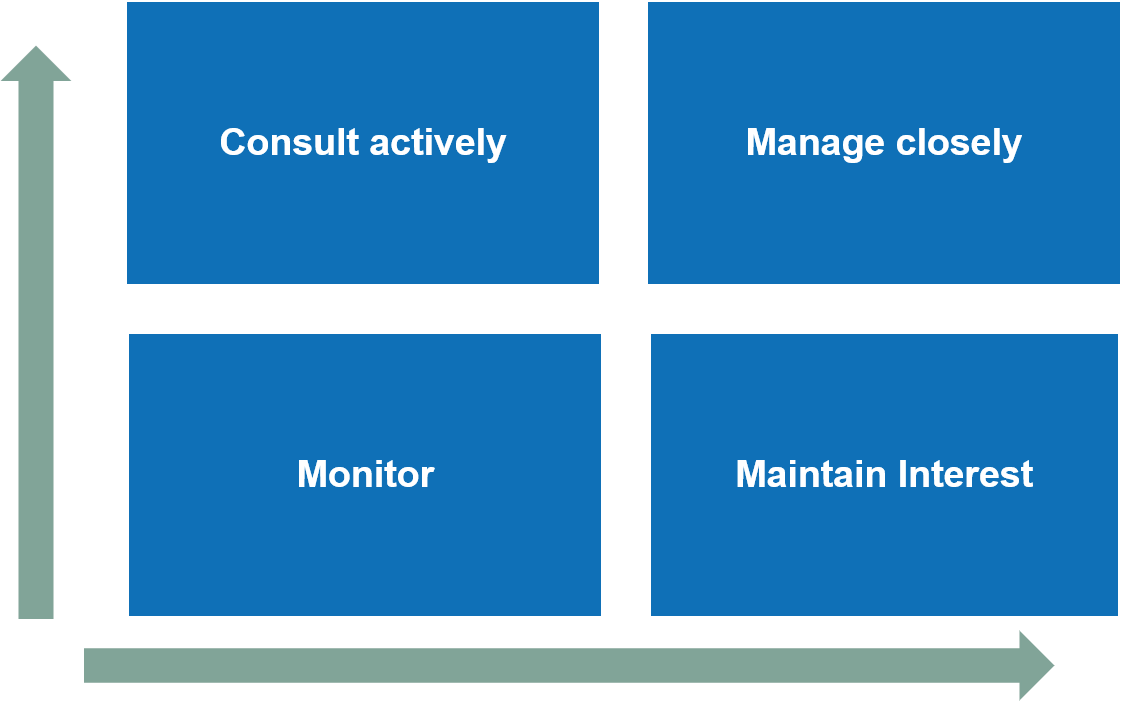 Consult actively
Manage closely
Monitor
Maintain Interest